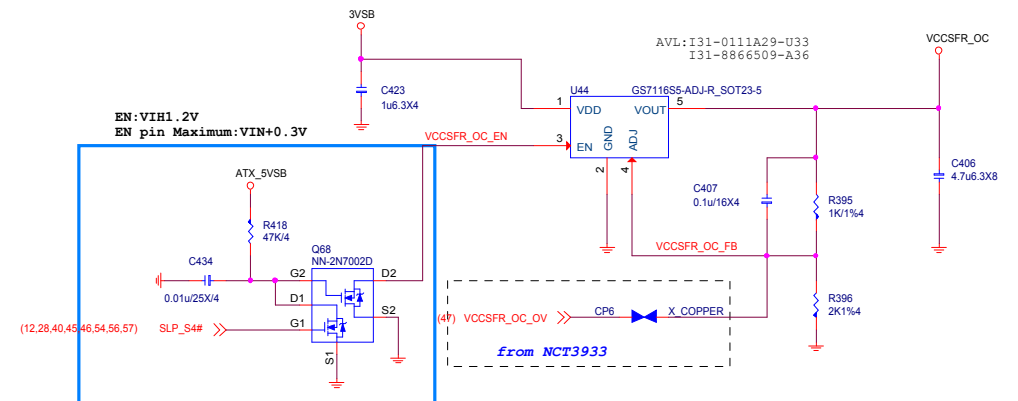 3VSB
AVL:I31-0111A29-U33
I31-8866509-A36
VCCSFR_OC
C423
1u6.3X4
U44
GS7116S5-ADJ-R_SOT23-5
1
VDD
VOUT
5
EN:VIH1.2V
EN pin Maximum:VIN+0.3V
VCCSFR_OC_EN
3
EN
GND
ADJ
2
4
C406
4.7u6.3X8
ATX_5VSB
C407
0.1u/16X4
R395
1K/1%4
R418
47K/4
VCCSFR_OC_FB
Q68
NN-2N7002D
C434
0.01u/25X/4
G2
D2
D1
S2
G1
S1
(12,28,40,45,46,54,56,57)
SLP_S4#
(47)
VCCSFR_OC_OV
CP6
X_COPPER
R396
2K1%4
from NCT3933